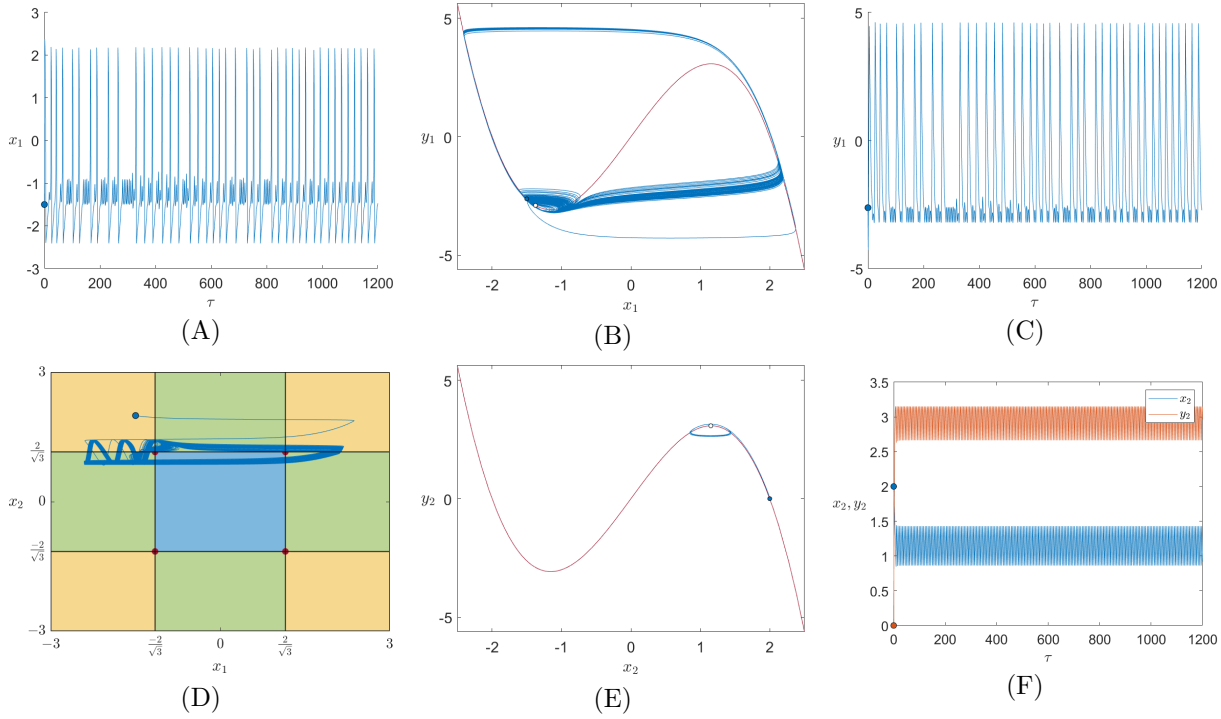 3
2
1
0
-1
-2
-3
x₁
0 200 400 600 800 1000 1200
τ
(A)
5
0
-5
y₁
-2 -1 0 1 2
x₁
(B)
5
0
-5
y₁
0 200 400 600 800 1000 1200
τ
(C)
3
2/√3
x₂ 0
-2/√3
−3
−3 -2/√3 0 2/√3 3
x₁
(D)
5
0
-5
y₂
-2 -1 0 1 2
x₂
(E)
3.5
3
2.5
2
x₂, y₂
1.5
1
0.5
0
x₂
y₂
0 200 400 600 800 1000 1200
τ
(F)